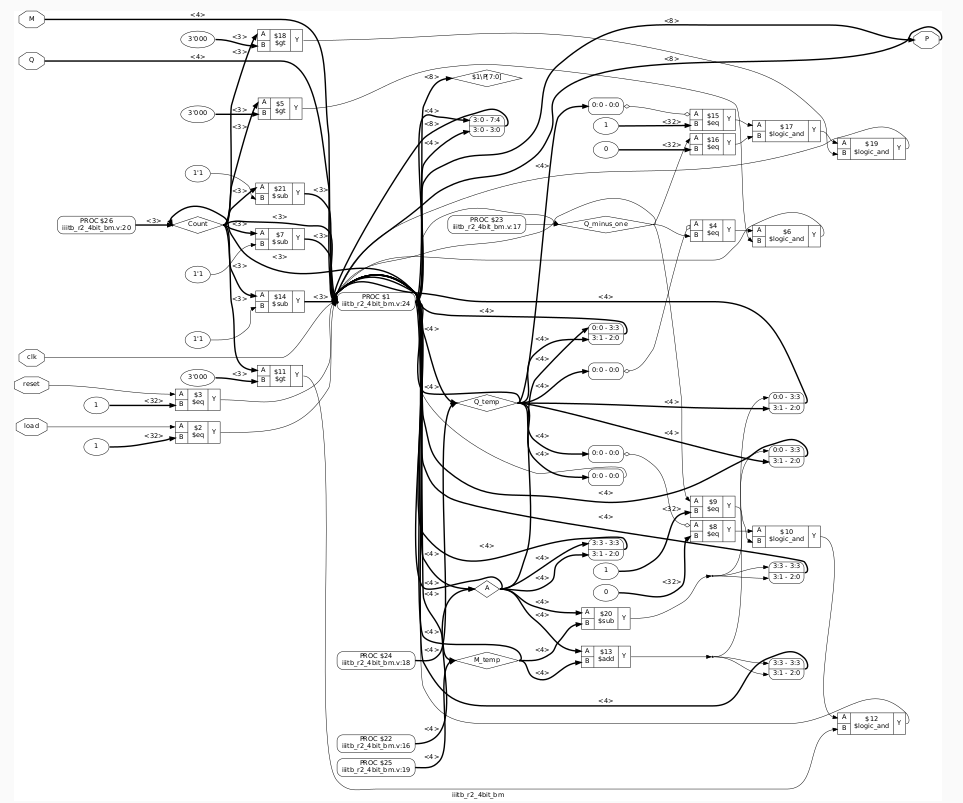 M
<4>
Q
<4>
3'000
<3>
<3>
A
B
$18
$gt
Y
3'000
<3>
<3>
A
B
$5
$gt
Y
1'1
<3>
A
B
$21
$sub
Y
<3>
PROC $26
iiitb_r2_4bit_bm.v:20
<3>
Count
<3>
<3>
<3>
A
B
$7
$sub
Y
<3>
1'1
<3>
A
B
$14
$sub
Y
<3>
1'1
clk
reset
load
3'000
<3>
A
B
$11
$gt
Y
1
<32>
A
B
$3
$eq
Y
1
<32>
A
B
$2
$eq
Y
PROC $1
iiitb_r2_4bit_bm.v:24
<8>
$1\P[7:0]
<4>
<8>
<4>
3:0 - 7:4
3:0 - 3:0
PROC $23
iiitb_r2_4bit_bm.v:17
Q_minus_one
<8>
<8>
P
<4>
0:0 - 0:0
1
<32>
A
B
$15
$eq
Y
0
<32>
A
B
$16
$eq
Y
A
B
$17
$logic_and
Y
A
B
$19
$logic_and
Y
A
B
$4
$eq
Y
A
B
$6
$logic_and
Y
<4>
<4>
<4>
0:0 - 3:3
3:1 - 2:0
<4>
<4>
<4>
0:0 - 0:0
<4>
<4>
Q_temp
<4>
0:0 - 3:3
3:1 - 2:0
<4>
0:0 - 3:3
3:1 - 2:0
<4>
0:0 - 0:0
<4>
0:0 - 0:0
<4>
<32>
A
B
$9
$eq
Y
<4>
A
B
$8
$eq
Y
A
B
$10
$logic_and
Y
<4>
<4>
<4>
<4>
3:3 - 3:3
3:1 - 2:0
1
3:3 - 3:3
3:1 - 2:0
<4>
<4>
A
0
<32>
<4>
<4>
A
B
$20
$sub
Y
<4>
PROC $24
iiitb_r2_4bit_bm.v:18
<4>
M_temp
<4>
<4>
A
B
$13
$add
Y
3:3 - 3:3
3:1 - 2:0
<4>
A
B
$12
$logic_and
Y
PROC $22
iiitb_r2_4bit_bm.v:16
<4>
PROC $25
iiitb_r2_4bit_bm.v:19
<4>
iiitb_r2_4bit_bm